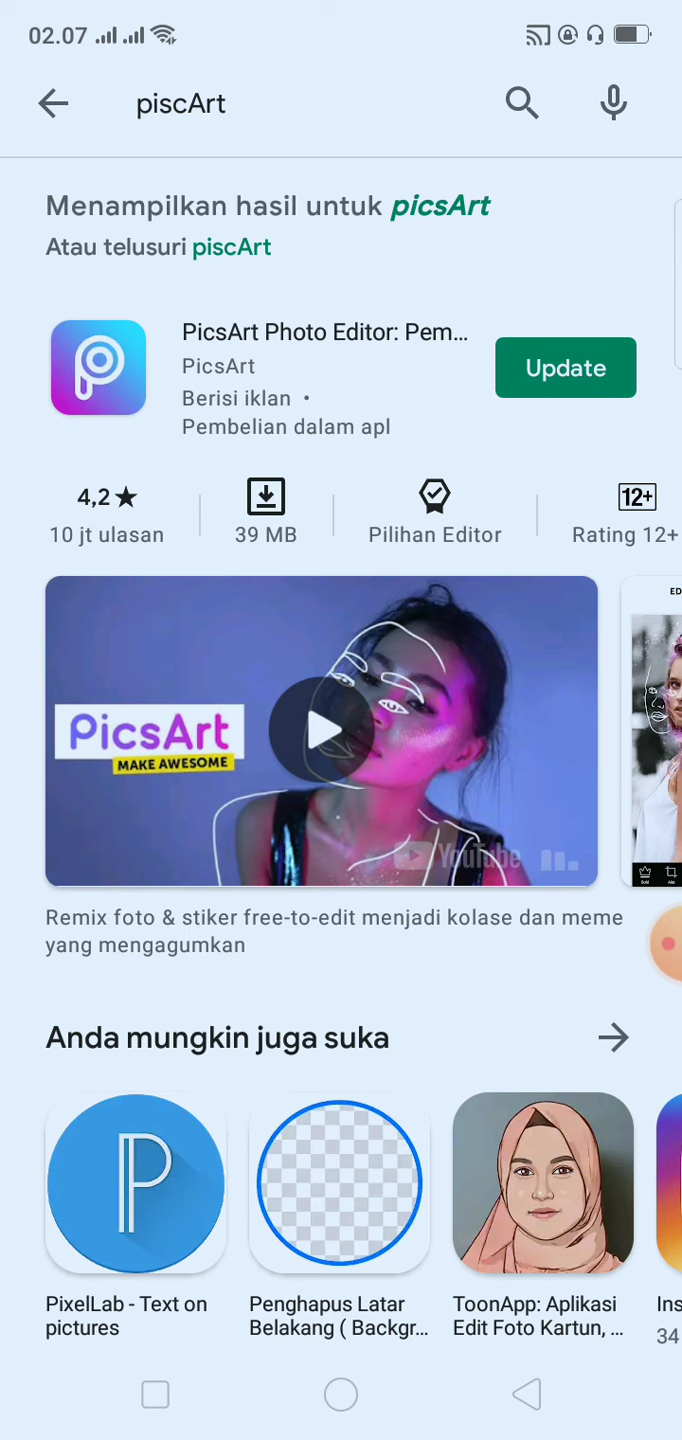 02.07
piscArt
Menampilkan hasil untuk picsArt
Atau telusuri piscArt
PicsArt Photo Editor: Pem...
PicsArt
Berisi iklan •
Pembelian dalam apl
Update
4,2★
10 jt ulasan
39 MB
Pilihan Editor
12+
Rating 12+
PicsArt
MAKE AWESOME
YouTube
ED
Remix foto & stiker free-to-edit menjadi kolase dan meme
yang mengagumkan
Anda mungkin juga suka
PixelLab - Text on
pictures
Penghapus Latar
Belakang ( Backgr...
ToonApp: Aplikasi
Edit Foto Kartun, ...
Ins
34